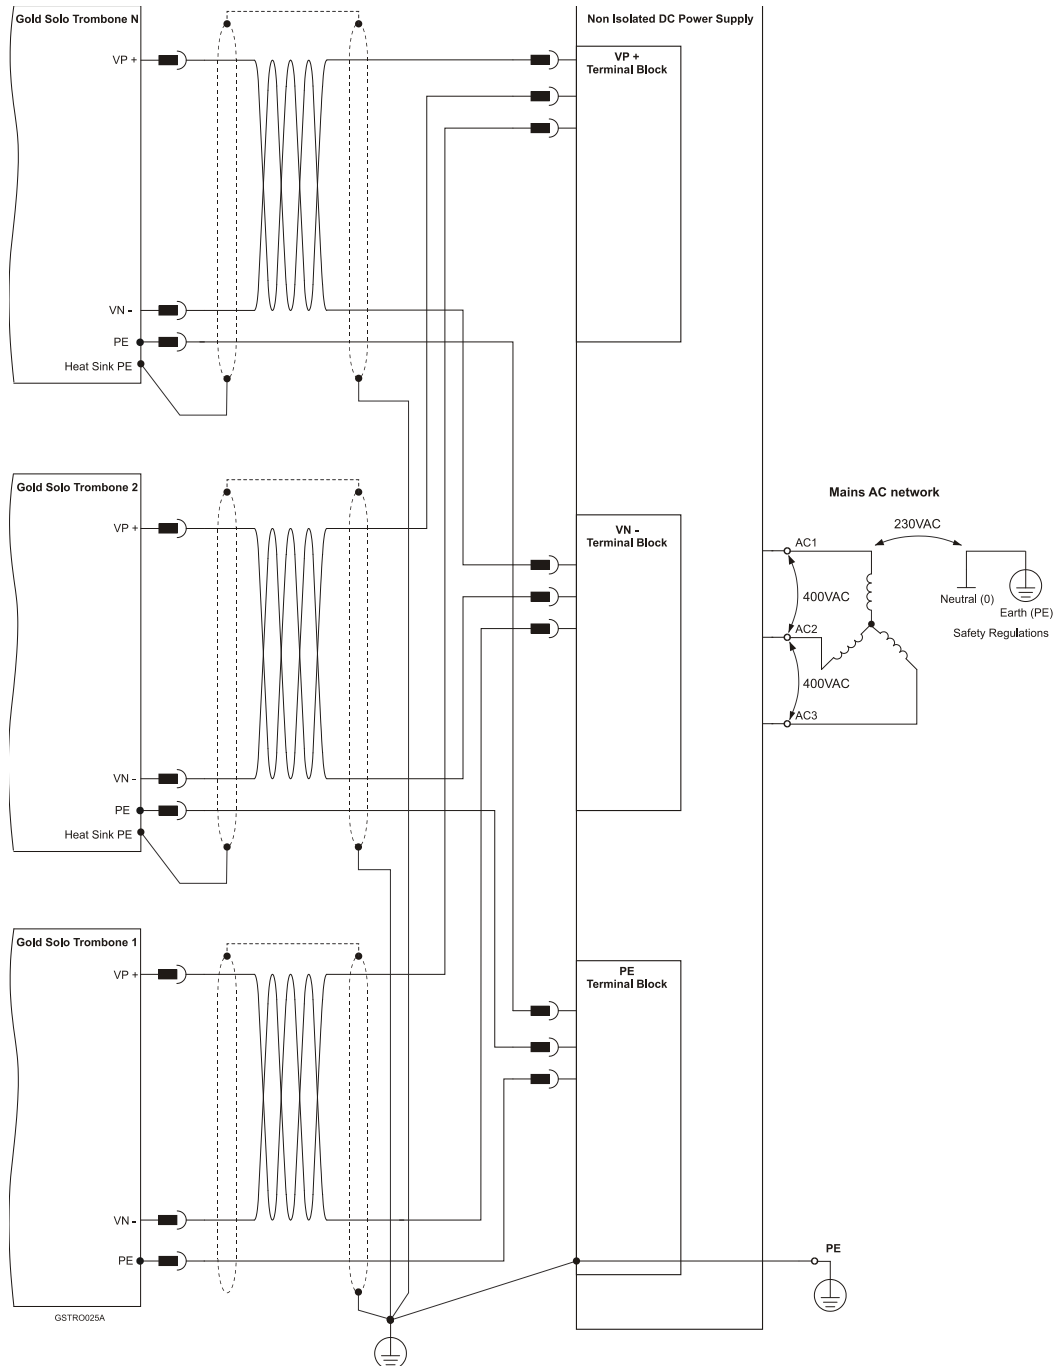 Gold Solo Trombone N
VP +
VN -
PE
Heat Sink PE
Non Isolated DC Power Supply
VP +
Terminal Block
Gold Solo Trombone 2
VP +
VN -
PE
Heat Sink PE
VN -
Terminal Block
Mains AC network
230VAC
AC1
400VAC
AC2
400VAC
AC3
Neutral (0)
Earth (PE)
Safety Regulations
Gold Solo Trombone 1
VP +
VN -
PE
PE
Terminal Block
PE
GSTRO025A